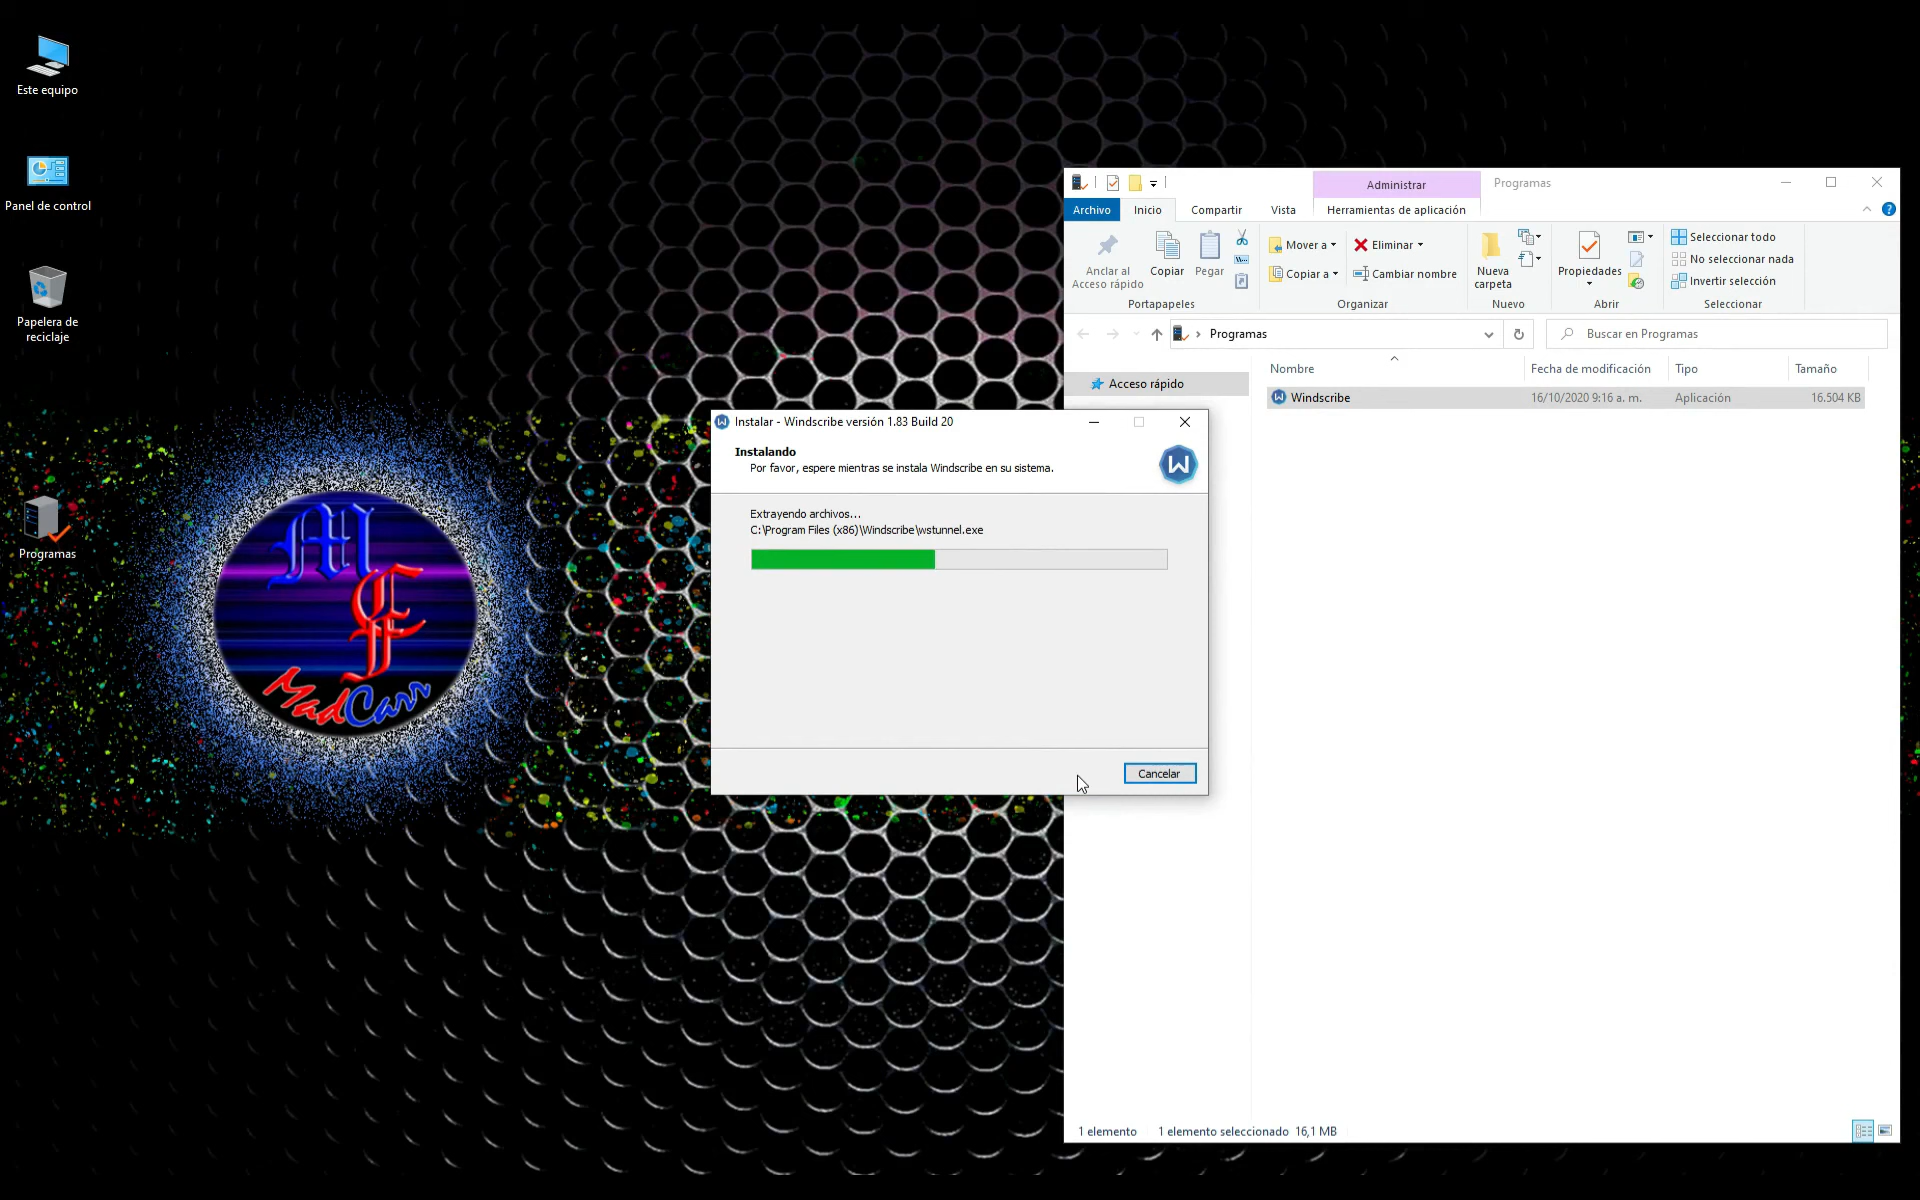 Este equipo
Panel de control
Papelera de
reciclaje
Programas
MC
MadCarr
Administrar
Programas
Archivo
Inicio
Compartir
Vista
Herramientas de aplicación
Anclar al
Acceso rápido
Copiar
Pegar
Portapapeles
Mover a
Copiar a
Eliminar
Cambiar nombre
Organizar
Nueva
carpeta
Nuevo
Propiedades
Abrir
Seleccionar todo
No seleccionar nada
Invertir selección
Seleccionar
Programas
Buscar en Programas
Acceso rápido
Nombre
Fecha de modificación
Tipo
Tamaño
Windscribe
16/10/2020 9:16 a. m.
Aplicación
16.504 KB
Instalar - Windscribe versión 1.83 Build 20
Instalando
Por favor, espere mientras se instala Windscribe en su sistema.
Extrayendo archivos...
C:\Program Files (x86)\Windscribe\wstunnel.exe
Cancelar
1 elemento
1 elemento seleccionado 16,1 MB